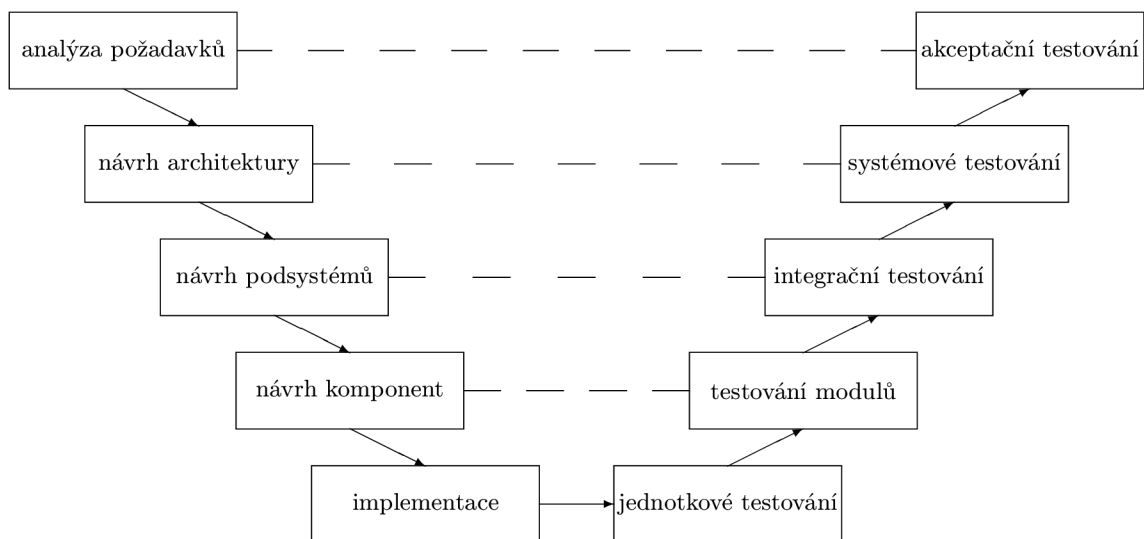 analýza požadavků
akceptační testování
návrh architektury
systémové testování
návrh podsystémů
integrační testování
návrh komponent
testování modulů
implementace
jednotkové testování